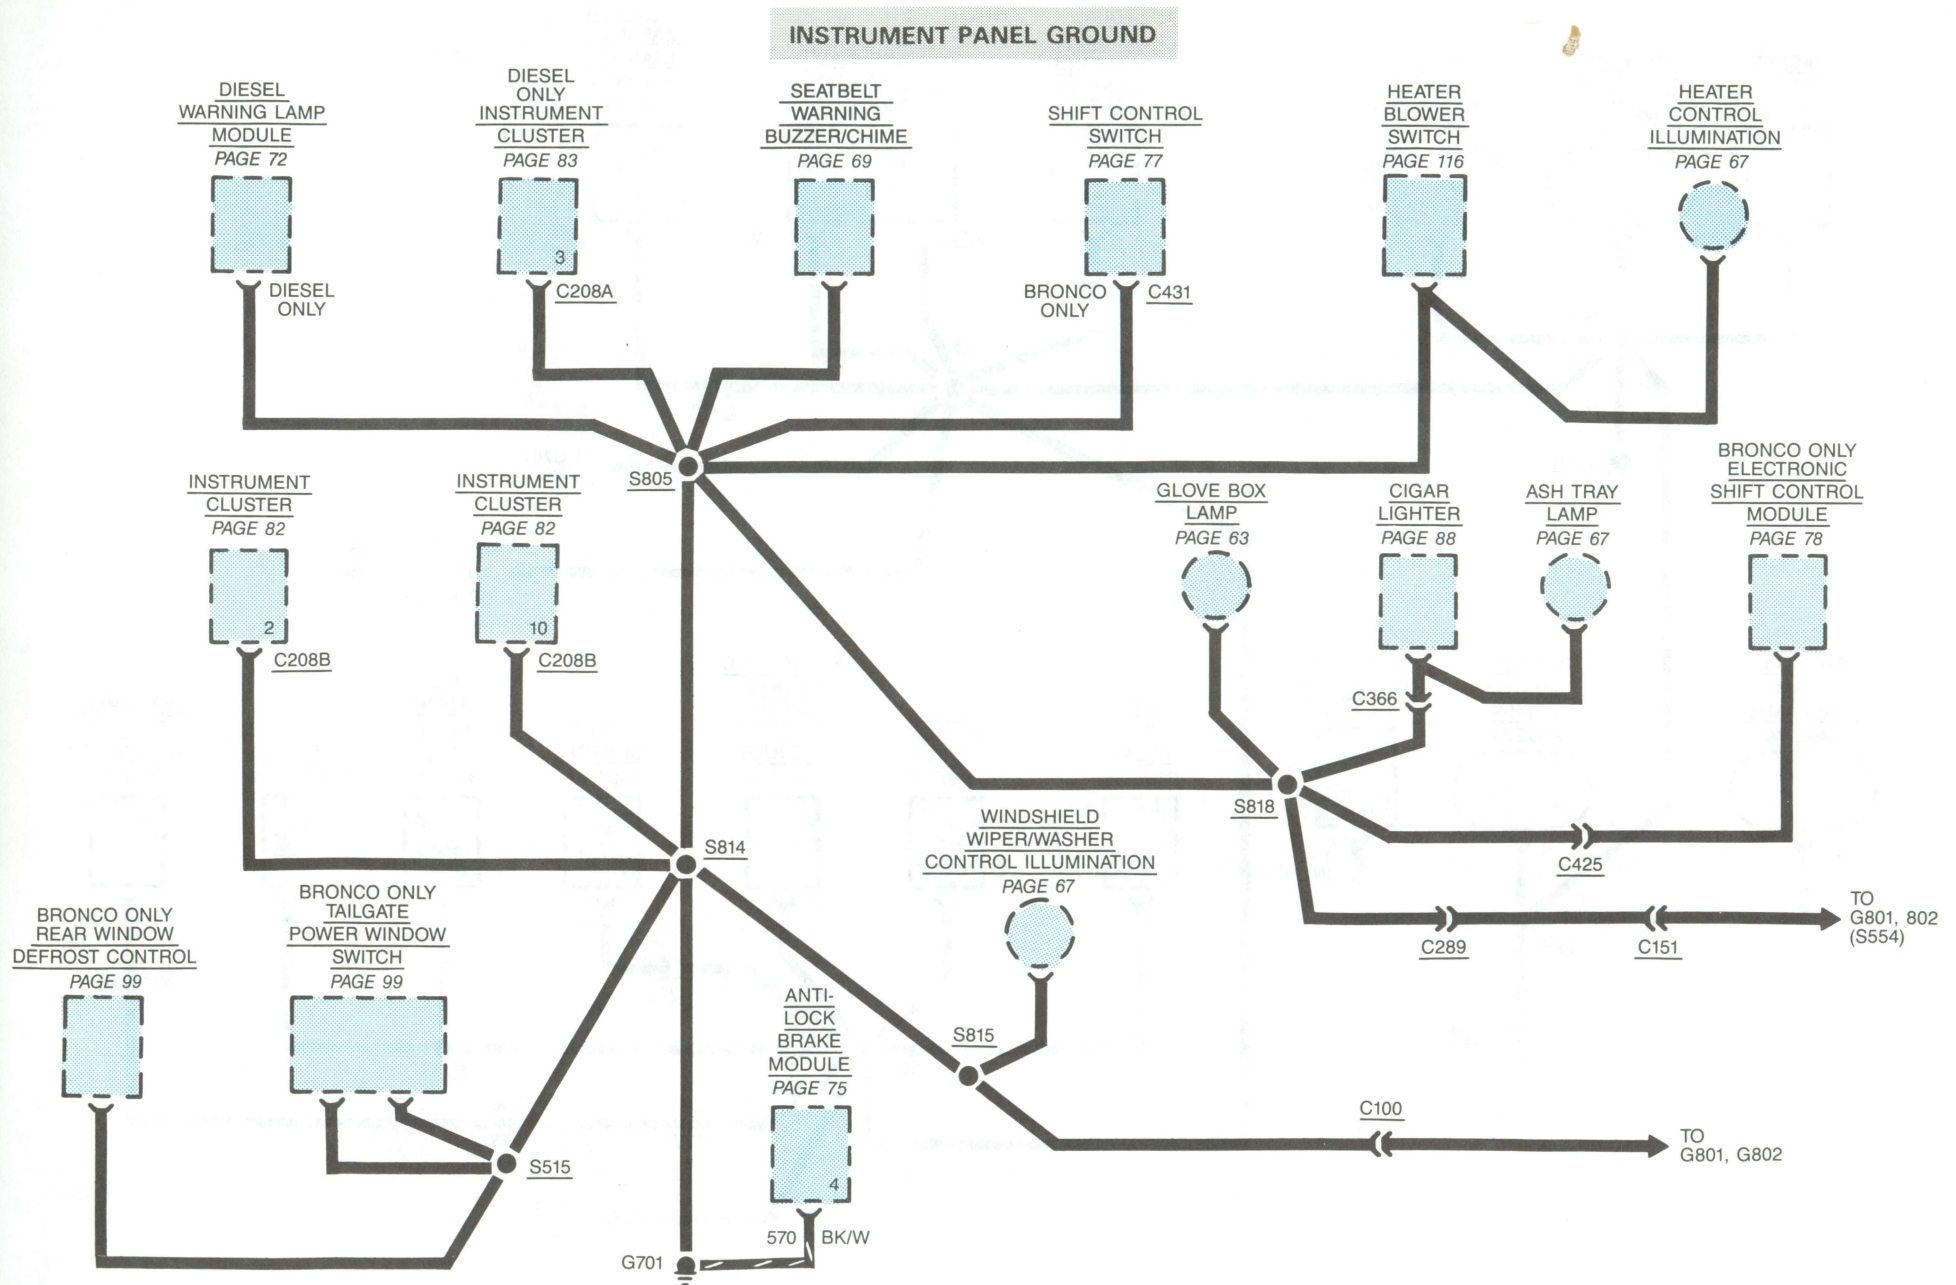 INSTRUMENT PANEL GROUND
DIESEL
WARNING LAMP
MODULE
PAGE 72
DIESEL
ONLY
INSTRUMENT
CLUSTER
PAGE 83
SEATBELT
WARNING
BUZZER/CHIME
PAGE 69
SHIFT CONTROL
SWITCH
PAGE 77
HEATER
BLOWER
SWITCH
PAGE 116
HEATER
CONTROL
ILLUMINATION
PAGE 67
3
DIESEL
ONLY
C208A
BRONCO
ONLY
C431
S805
INSTRUMENT
CLUSTER
PAGE 82
2
C208B
INSTRUMENT
CLUSTER
PAGE 82
10
C208B
GLOVE BOX
LAMP
PAGE 63
CIGAR
LIGHTER
PAGE 88
ASH TRAY
LAMP
PAGE 67
BRONCO ONLY
ELECTRONIC
SHIFT CONTROL
MODULE
PAGE 78
C366
S818
C425
S814
WINDSHIELD
WIPER/WASHER
CONTROL ILLUMINATION
PAGE 67
C289
C151
TO
G801, 802
(S554)
BRONCO ONLY
REAR WINDOW
DEFROST CONTROL
PAGE 99
BRONCO ONLY
TAILGATE
POWER WINDOW
SWITCH
PAGE 99
ANTI-
LOCK
BRAKE
MODULE
PAGE 75
4
S815
C100
TO
G801, G802
S515
570
BK/W
G701